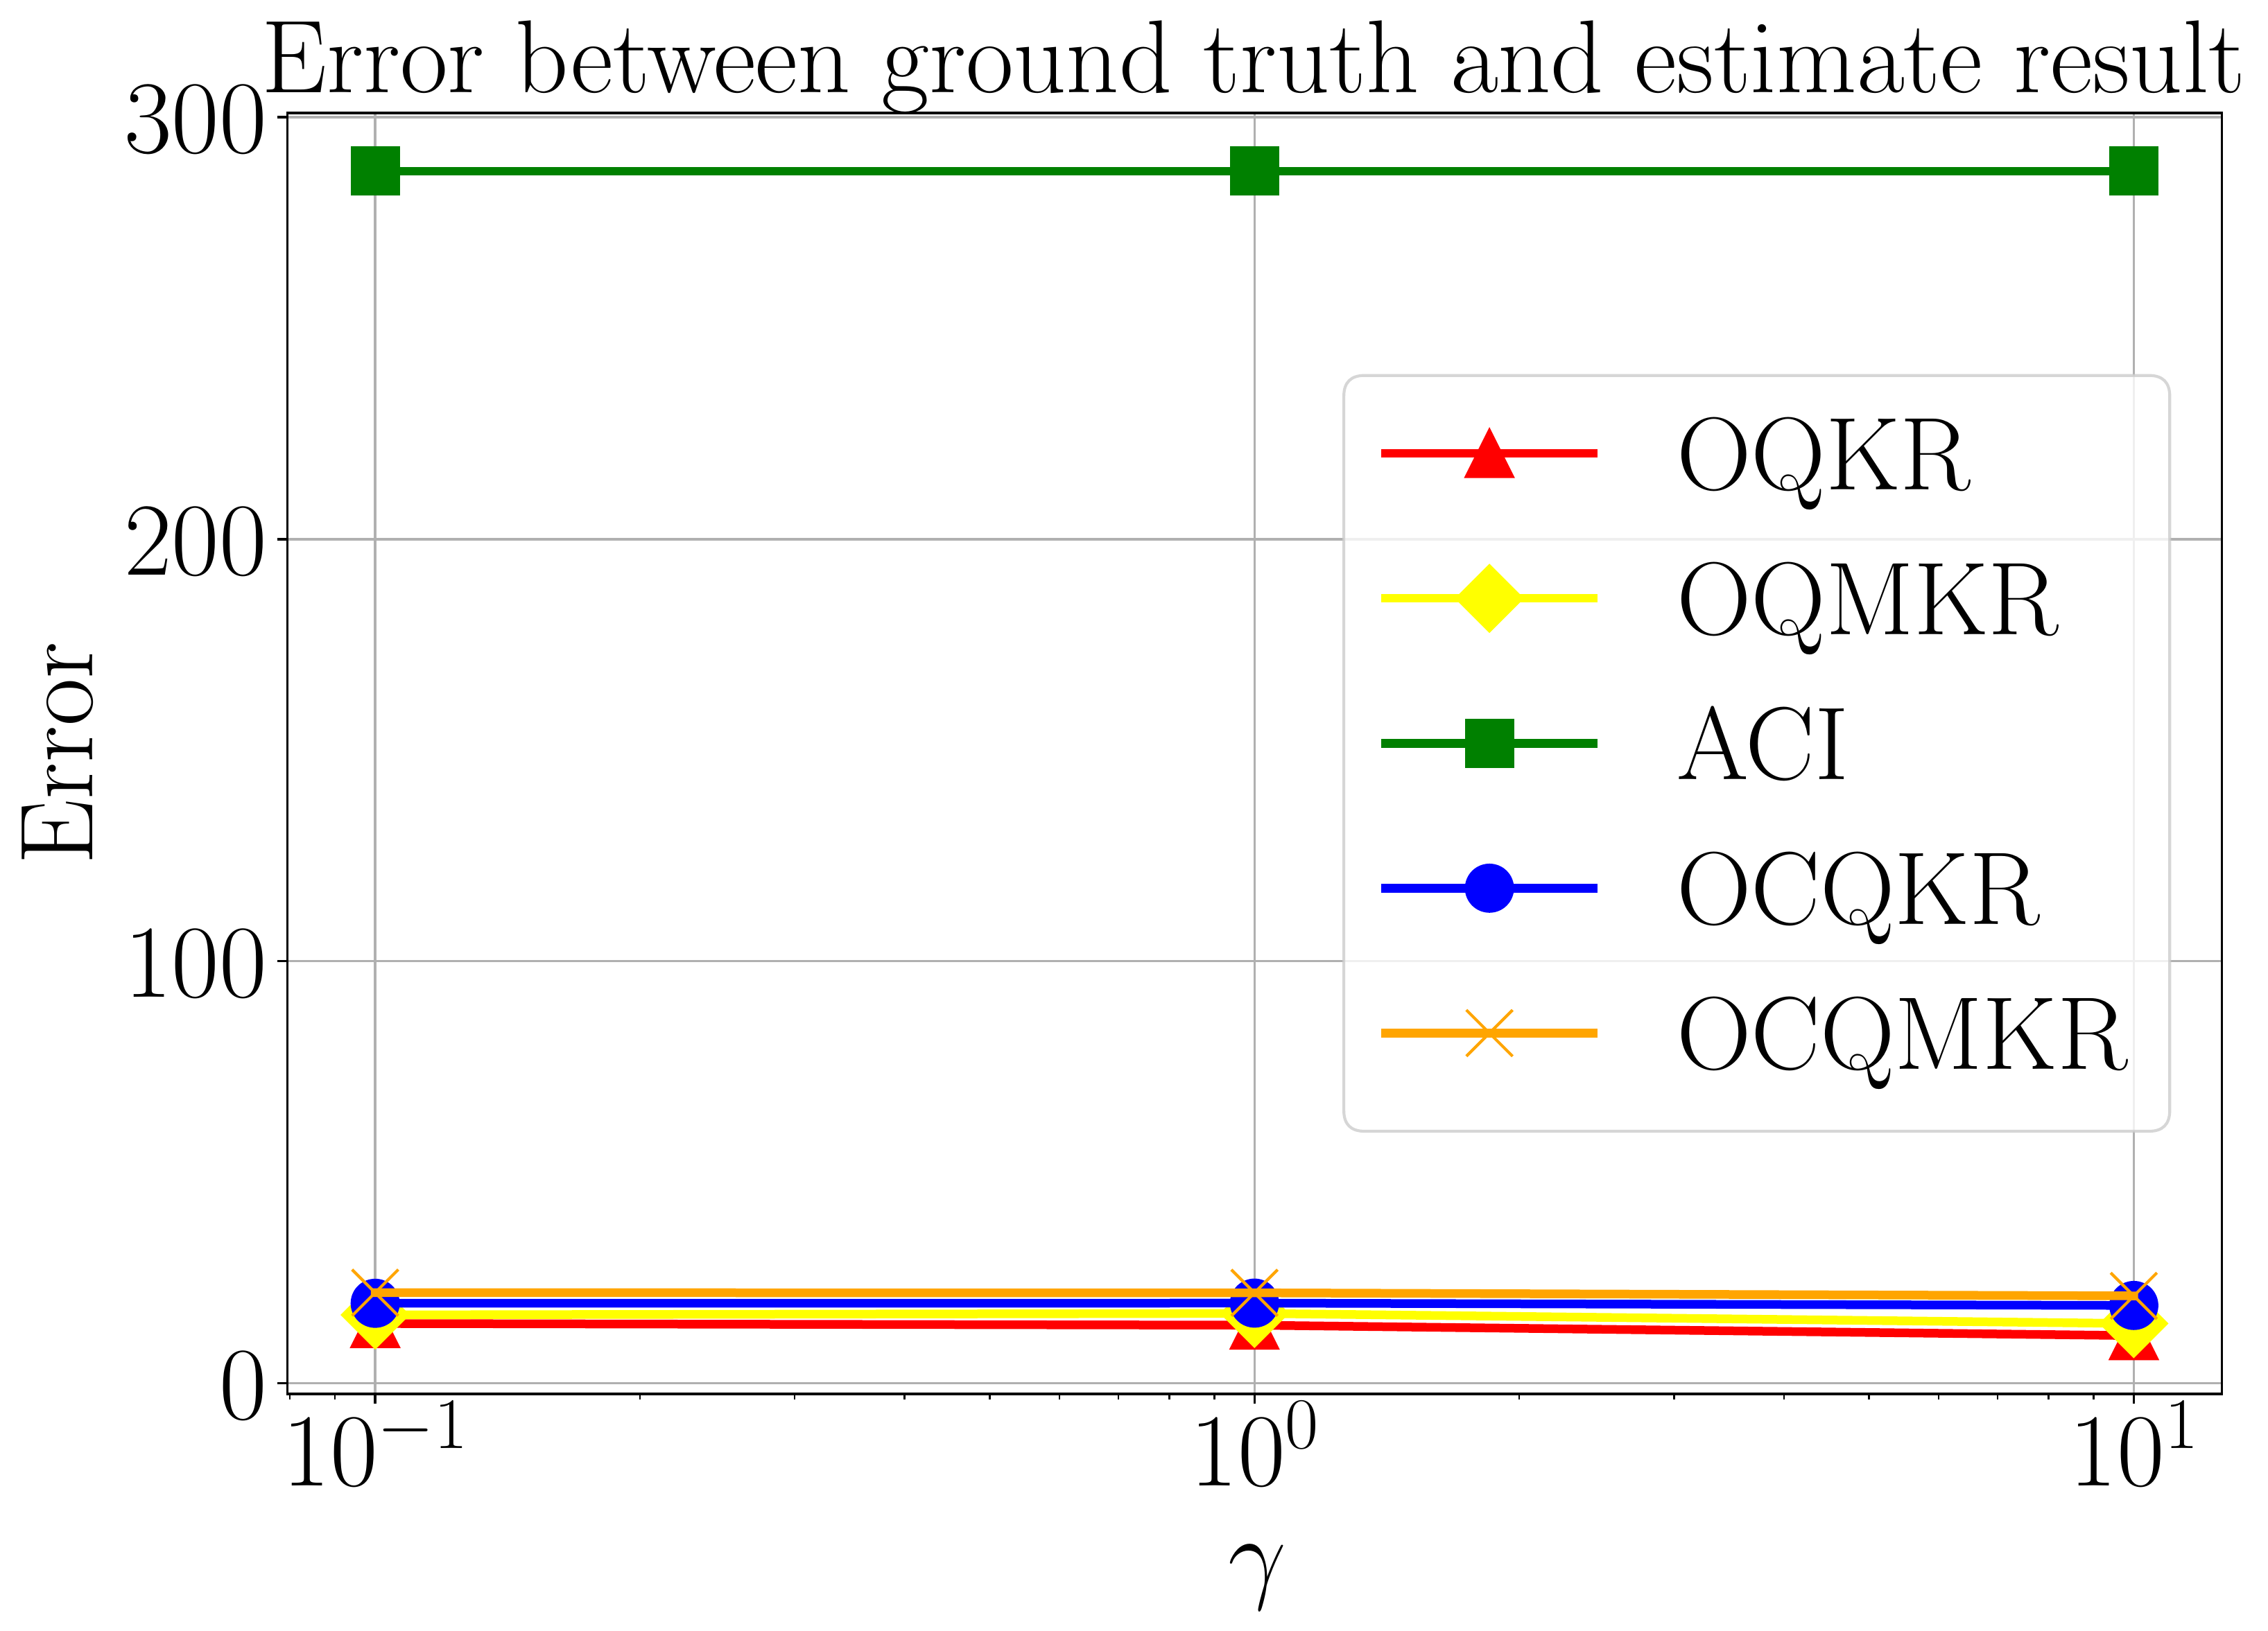 Error between ground truth and estimate result
300
200
100
0
Error
OQKR
OQMKR
ACI
OCQKR
OCQMKR
10⁻¹
10⁰
10¹
γ